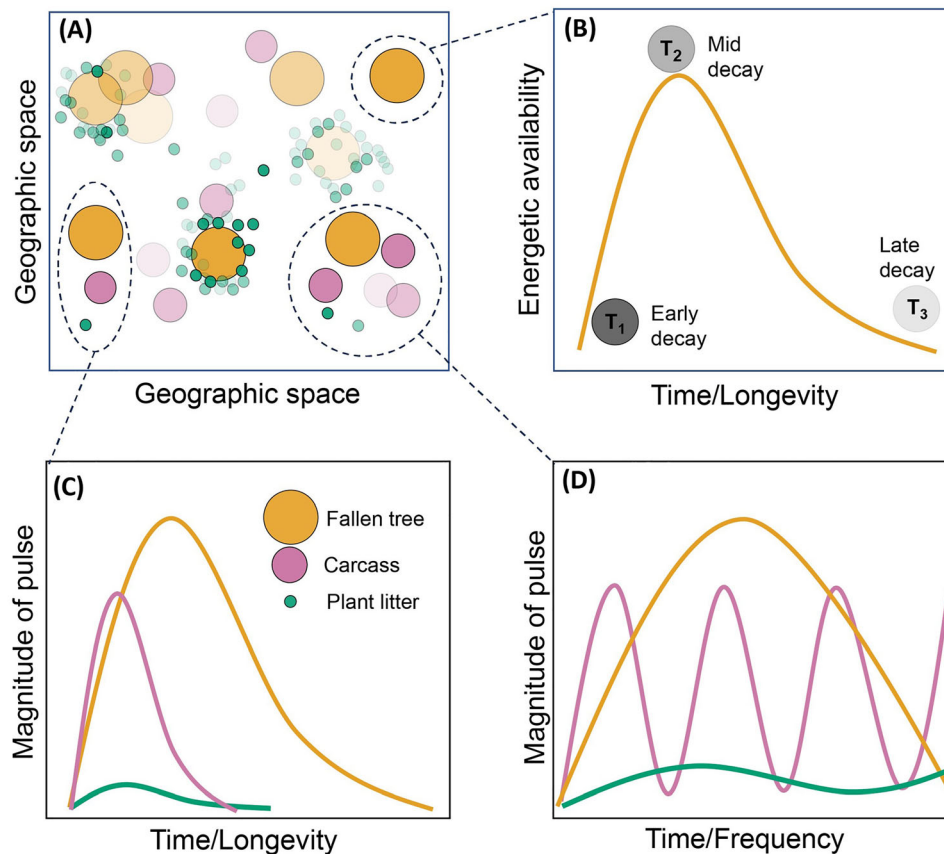 (A)
Geographic space
Geographic space
(B)
T2
Mid
decay
T1
Early
decay
Late
decay
T3
Energetic availability
Time/Longevity
(C)
Fallen tree
Carcass
Plant litter
Magnitude of pulse
Time/Longevity
(D)
Magnitude of pulse
Time/Frequency